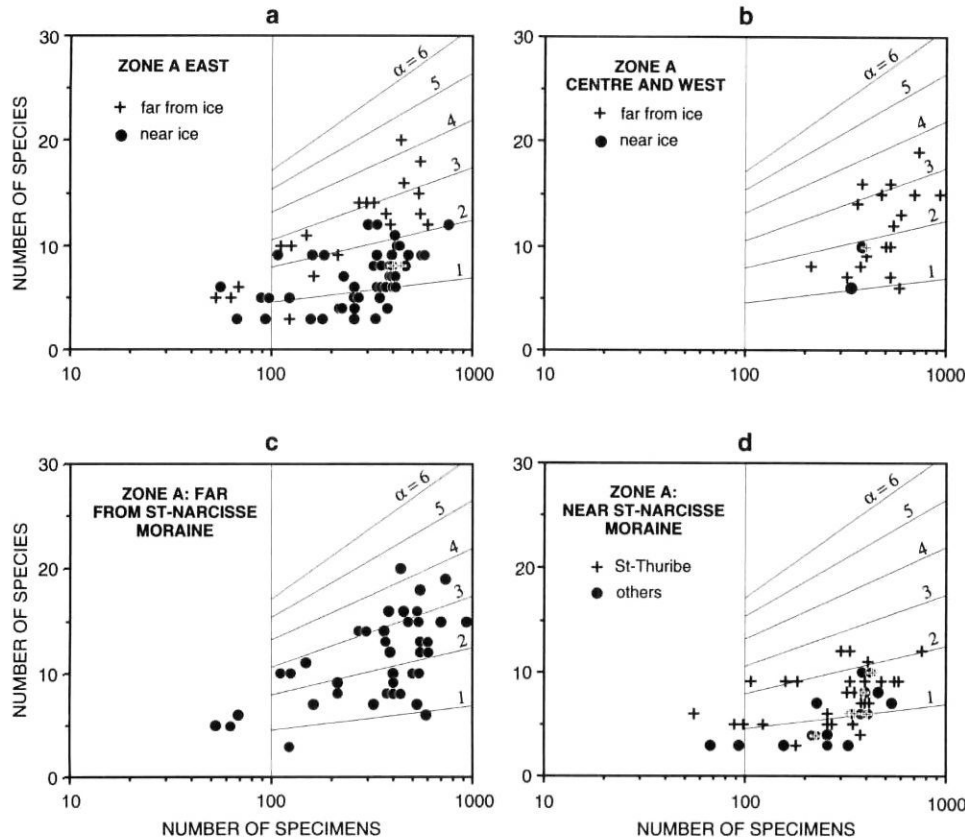 a
NUMBER OF SPECIES
30
20
10
0
ZONE A EAST
+ far from ice
● near ice
α = 6
5
4
3
2
1
10
100
1000
b
30
20
10
0
ZONE A
CENTRE AND WEST
+ far from ice
● near ice
α = 6
5
4
3
2
1
10
100
1000
c
NUMBER OF SPECIES
30
20
10
0
ZONE A: FAR
FROM ST-NARCISSE
MORAINE
α = 6
5
4
3
2
1
10
100
1000
NUMBER OF SPECIMENS
d
30
20
10
0
ZONE A:
NEAR ST-NARCISSE
MORAINE
+ St-Thuribe
● others
α = 6
5
4
3
2
1
10
100
1000
NUMBER OF SPECIMENS